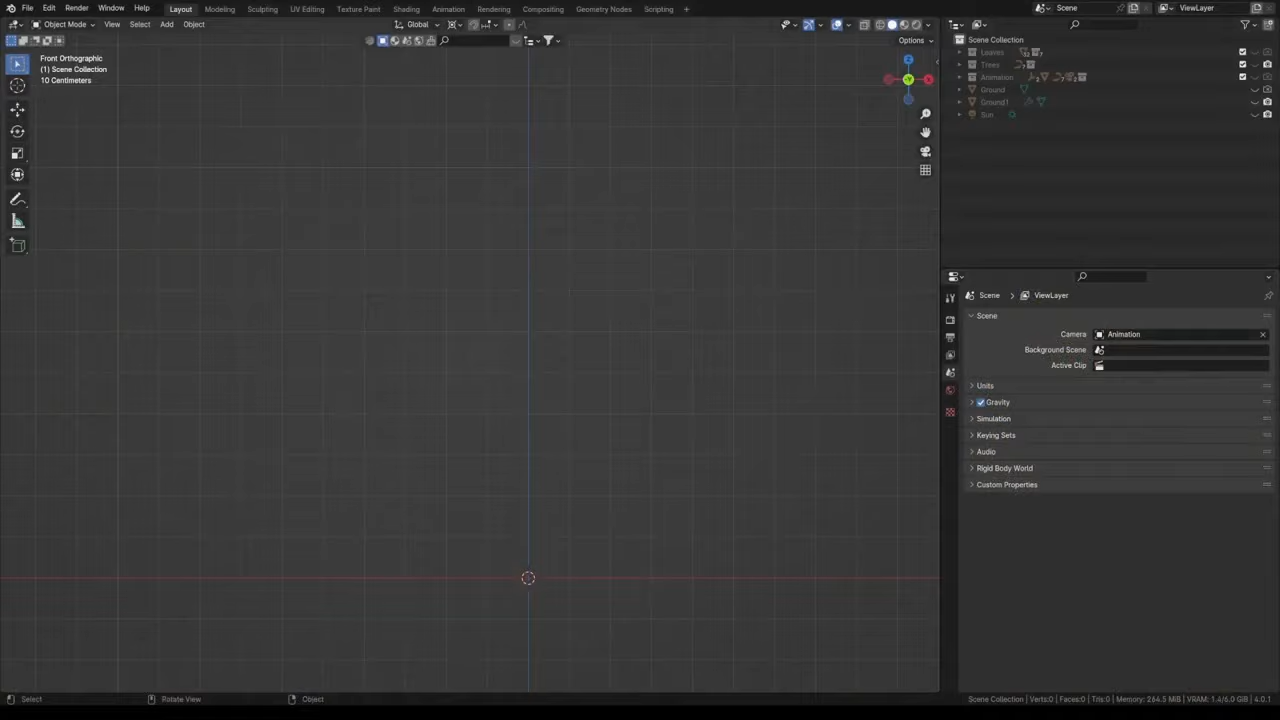 File Edit Render Window Help Layout Modeling Sculpting UV Editing Texture Paint Shading Animation Rendering Compositing Geometry Nodes Scripting Scene ViewLayer
Object Mode View Select Add Object Global
Options
Front Orthographic
(1) Scene Collection
10 Centimeters
Z
-Y
X
Scene Collection
Leaves
Trees
Animation
Ground
Ground1
Sun
Scene ViewLayer
Scene
Camera Animation
Background Scene
Active Clip
Units
Gravity
Simulation
Keying Sets
Audio
Rigid Body World
Custom Properties
Select Rotate View Object Scene Collection | Verts:0 | Faces:0 | Tris:0 | Memory: 264.5 MiB | VRAM: 1.4/6.0 GiB | 4.0.1